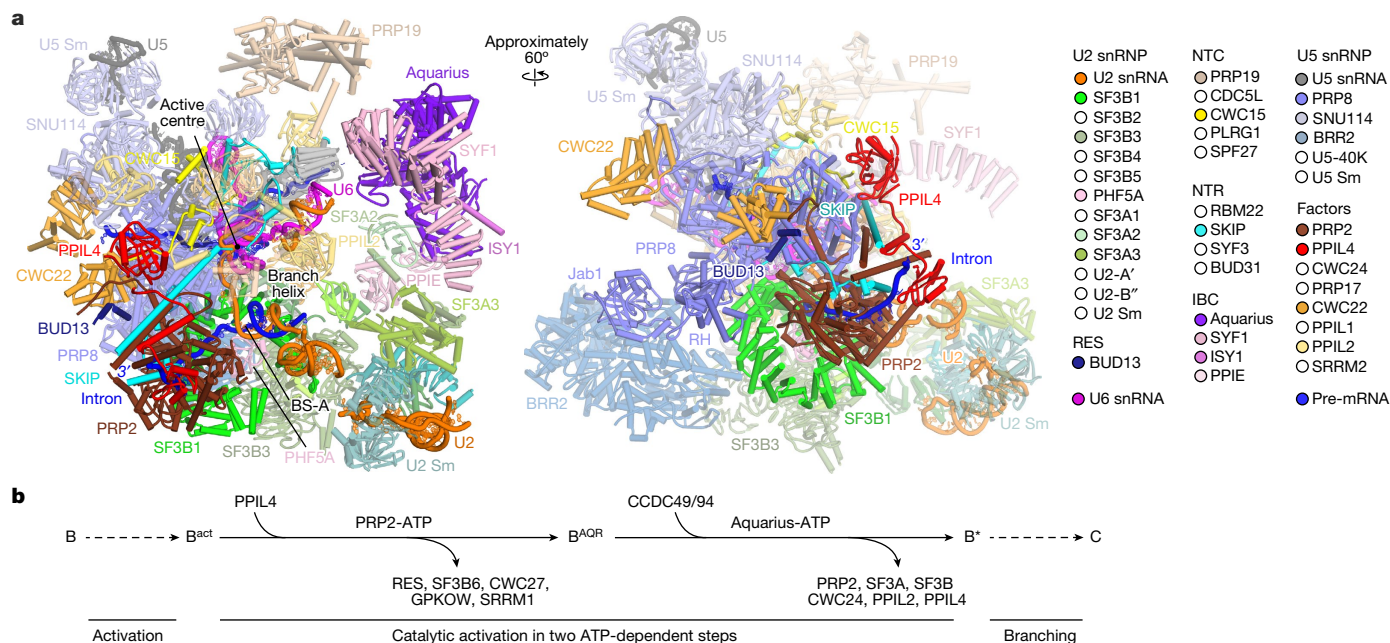 a
PRP19
U5 Sm
U5
Aquarius
Active
centre
SNU114
CWC15
SYF1
U6
SF3A2
PPIL4
PPIL2
CWC22
ISY1
PPIE
Branch
helix
SF3A3
BUD13
PRP8
SKIP
3′
Intron
BS-A
PRP2
SF3B1
SF3B3
PHF5A
U2
U2 Sm
Approximately
60°
U5
SNU114
PRP19
U5 Sm
CWC15
SYF1
CWC22
PPIL4
SKIP
PRP8
3′
BUD13
Intron
Jab1
SF3A3
RH
PRP2
U2
BRR2
SF3B1
SF3B3
U2 Sm
U2 snRNP
U2 snRNA
SF3B1
SF3B2
SF3B3
SF3B4
SF3B5
PHF5A
SF3A1
SF3A2
SF3A3
U2-A′
U2-B″
U2 Sm
RES
BUD13
U6 snRNA
NTC
PRP19
CDC5L
CWC15
PLRG1
SPF27
NTR
RBM22
SKIP
SYF3
BUD31
IBC
Aquarius
SYF1
ISY1
PPIE
U5 snRNP
U5 snRNA
PRP8
SNU114
BRR2
U5-40K
U5 Sm
Factors
PRP2
PPIL4
CWC24
PRP17
CWC22
PPIL1
PPIL2
SRRM2
Pre-mRNA
b
PPIL4
CCDC49/94
PRP2-ATP
Aquarius-ATP
B
Bact
BAQR
B*
C
RES, SF3B6, CWC27,
GPKOW, SRRM1
PRP2, SF3A, SF3B
CWC24, PPIL2, PPIL4
Activation
Catalytic activation in two ATP-dependent steps
Branching